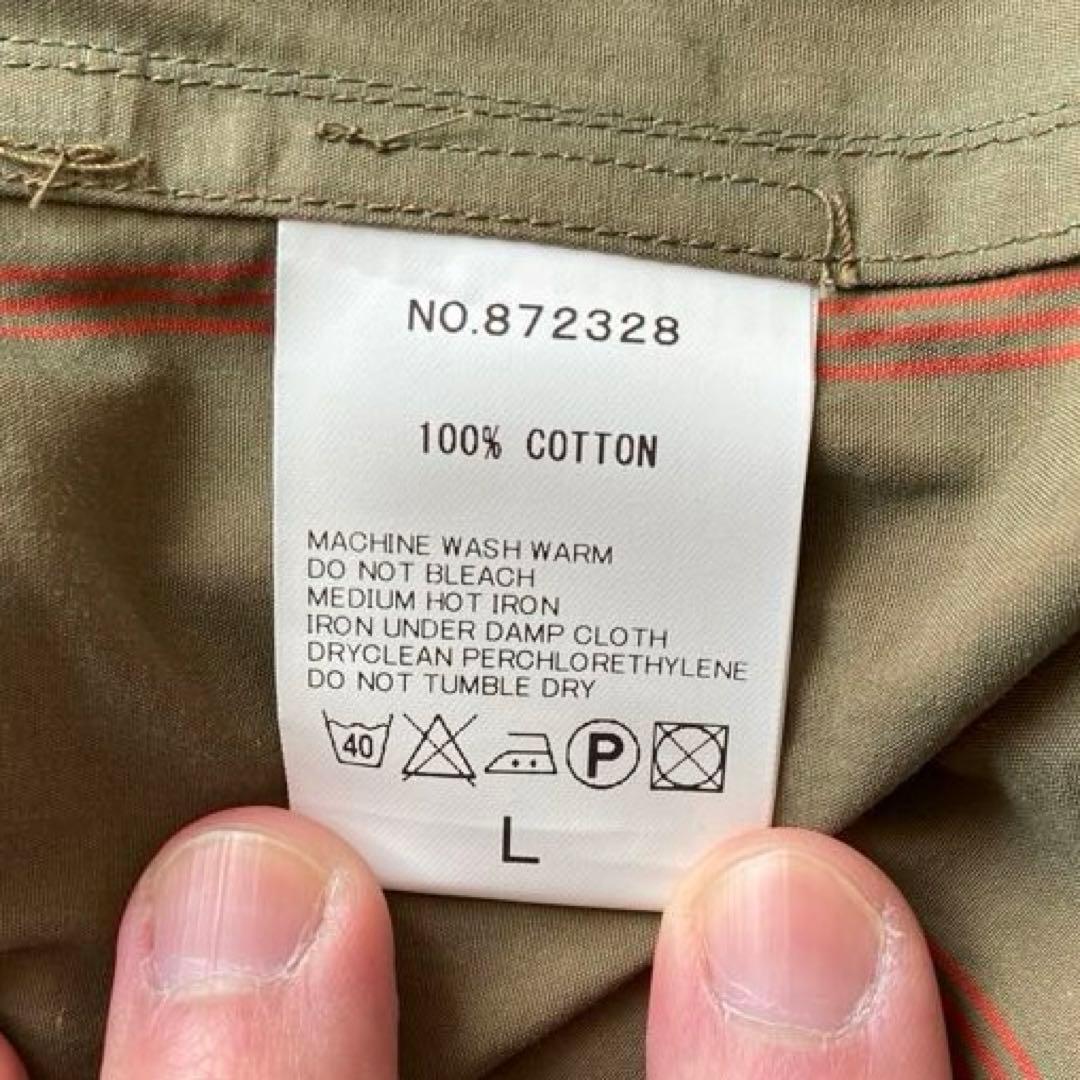 NO.872328
100% COTTON
MACHINE WASH WARM
DO NOT BLEACH
MEDIUM HOT IRON
IRON UNDER DAMP CLOTH
DRYCLEAN PERCHLORETHYLENE
DO NOT TUMBLE DRY
40 P
L